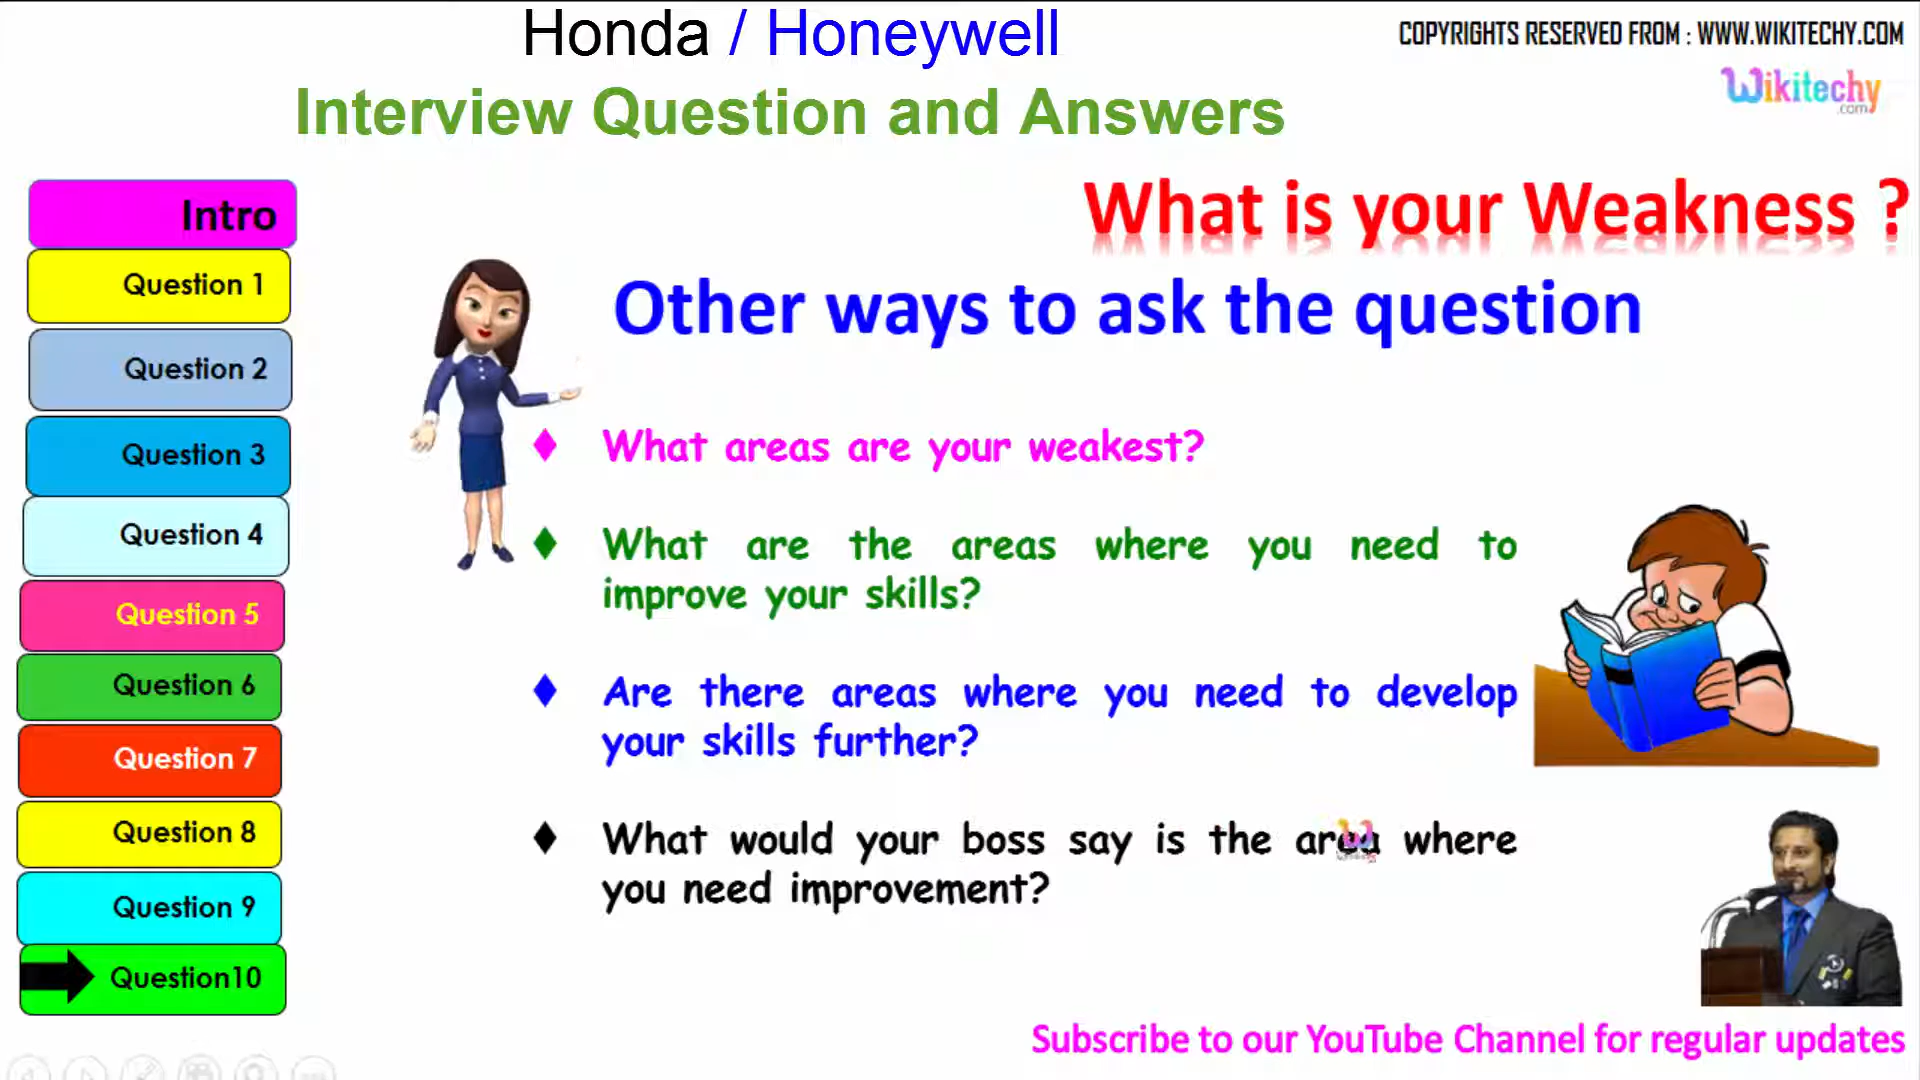 Honda / Honeywell
COPYRIGHTS RESERVED FROM : WWW.WIKITECHY.COM
Interview Question and Answers
Wikitechy
.com
What is your Weakness ?
Other ways to ask the question
Intro
Question 1
Question 2
Question 3
Question 4
Question 5
Question 6
Question 7
Question 8
Question 9
Question10
What areas are your weakest?
What are the areas where you need to
improve your skills?
Are there areas where you need to develop
your skills further?
What would your boss say is the area where
you need improvement?
Subscribe to our YouTube Channel for regular updates